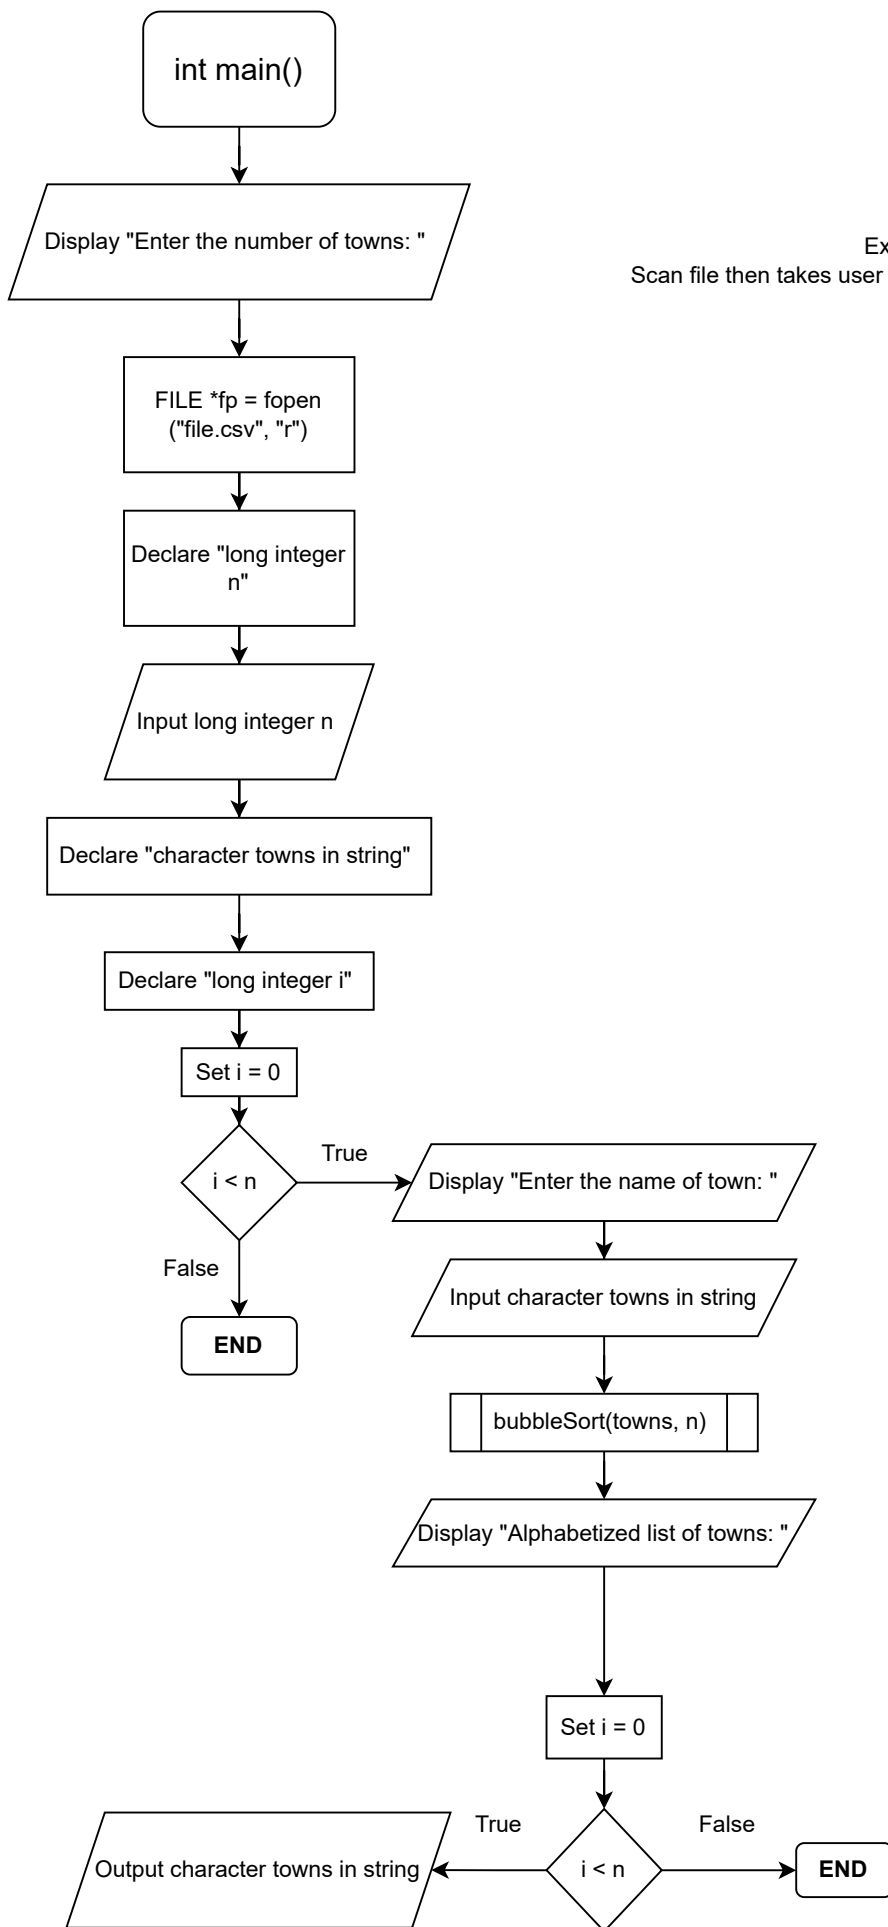 int main()
Display "Enter the number of towns: "
Ex
Scan file then takes user
FILE *fp = fopen
("file.csv", "r")
Declare "long integer
n"
Input long integer n
Declare "character towns in string"
Declare "long integer i"
Set i = 0
i < n
True
Display "Enter the name of town: "
False
Input character towns in string
END
bubbleSort(towns, n)
Display "Alphabetized list of towns: "
Set i = 0
True
False
Output character towns in string
i < n
END